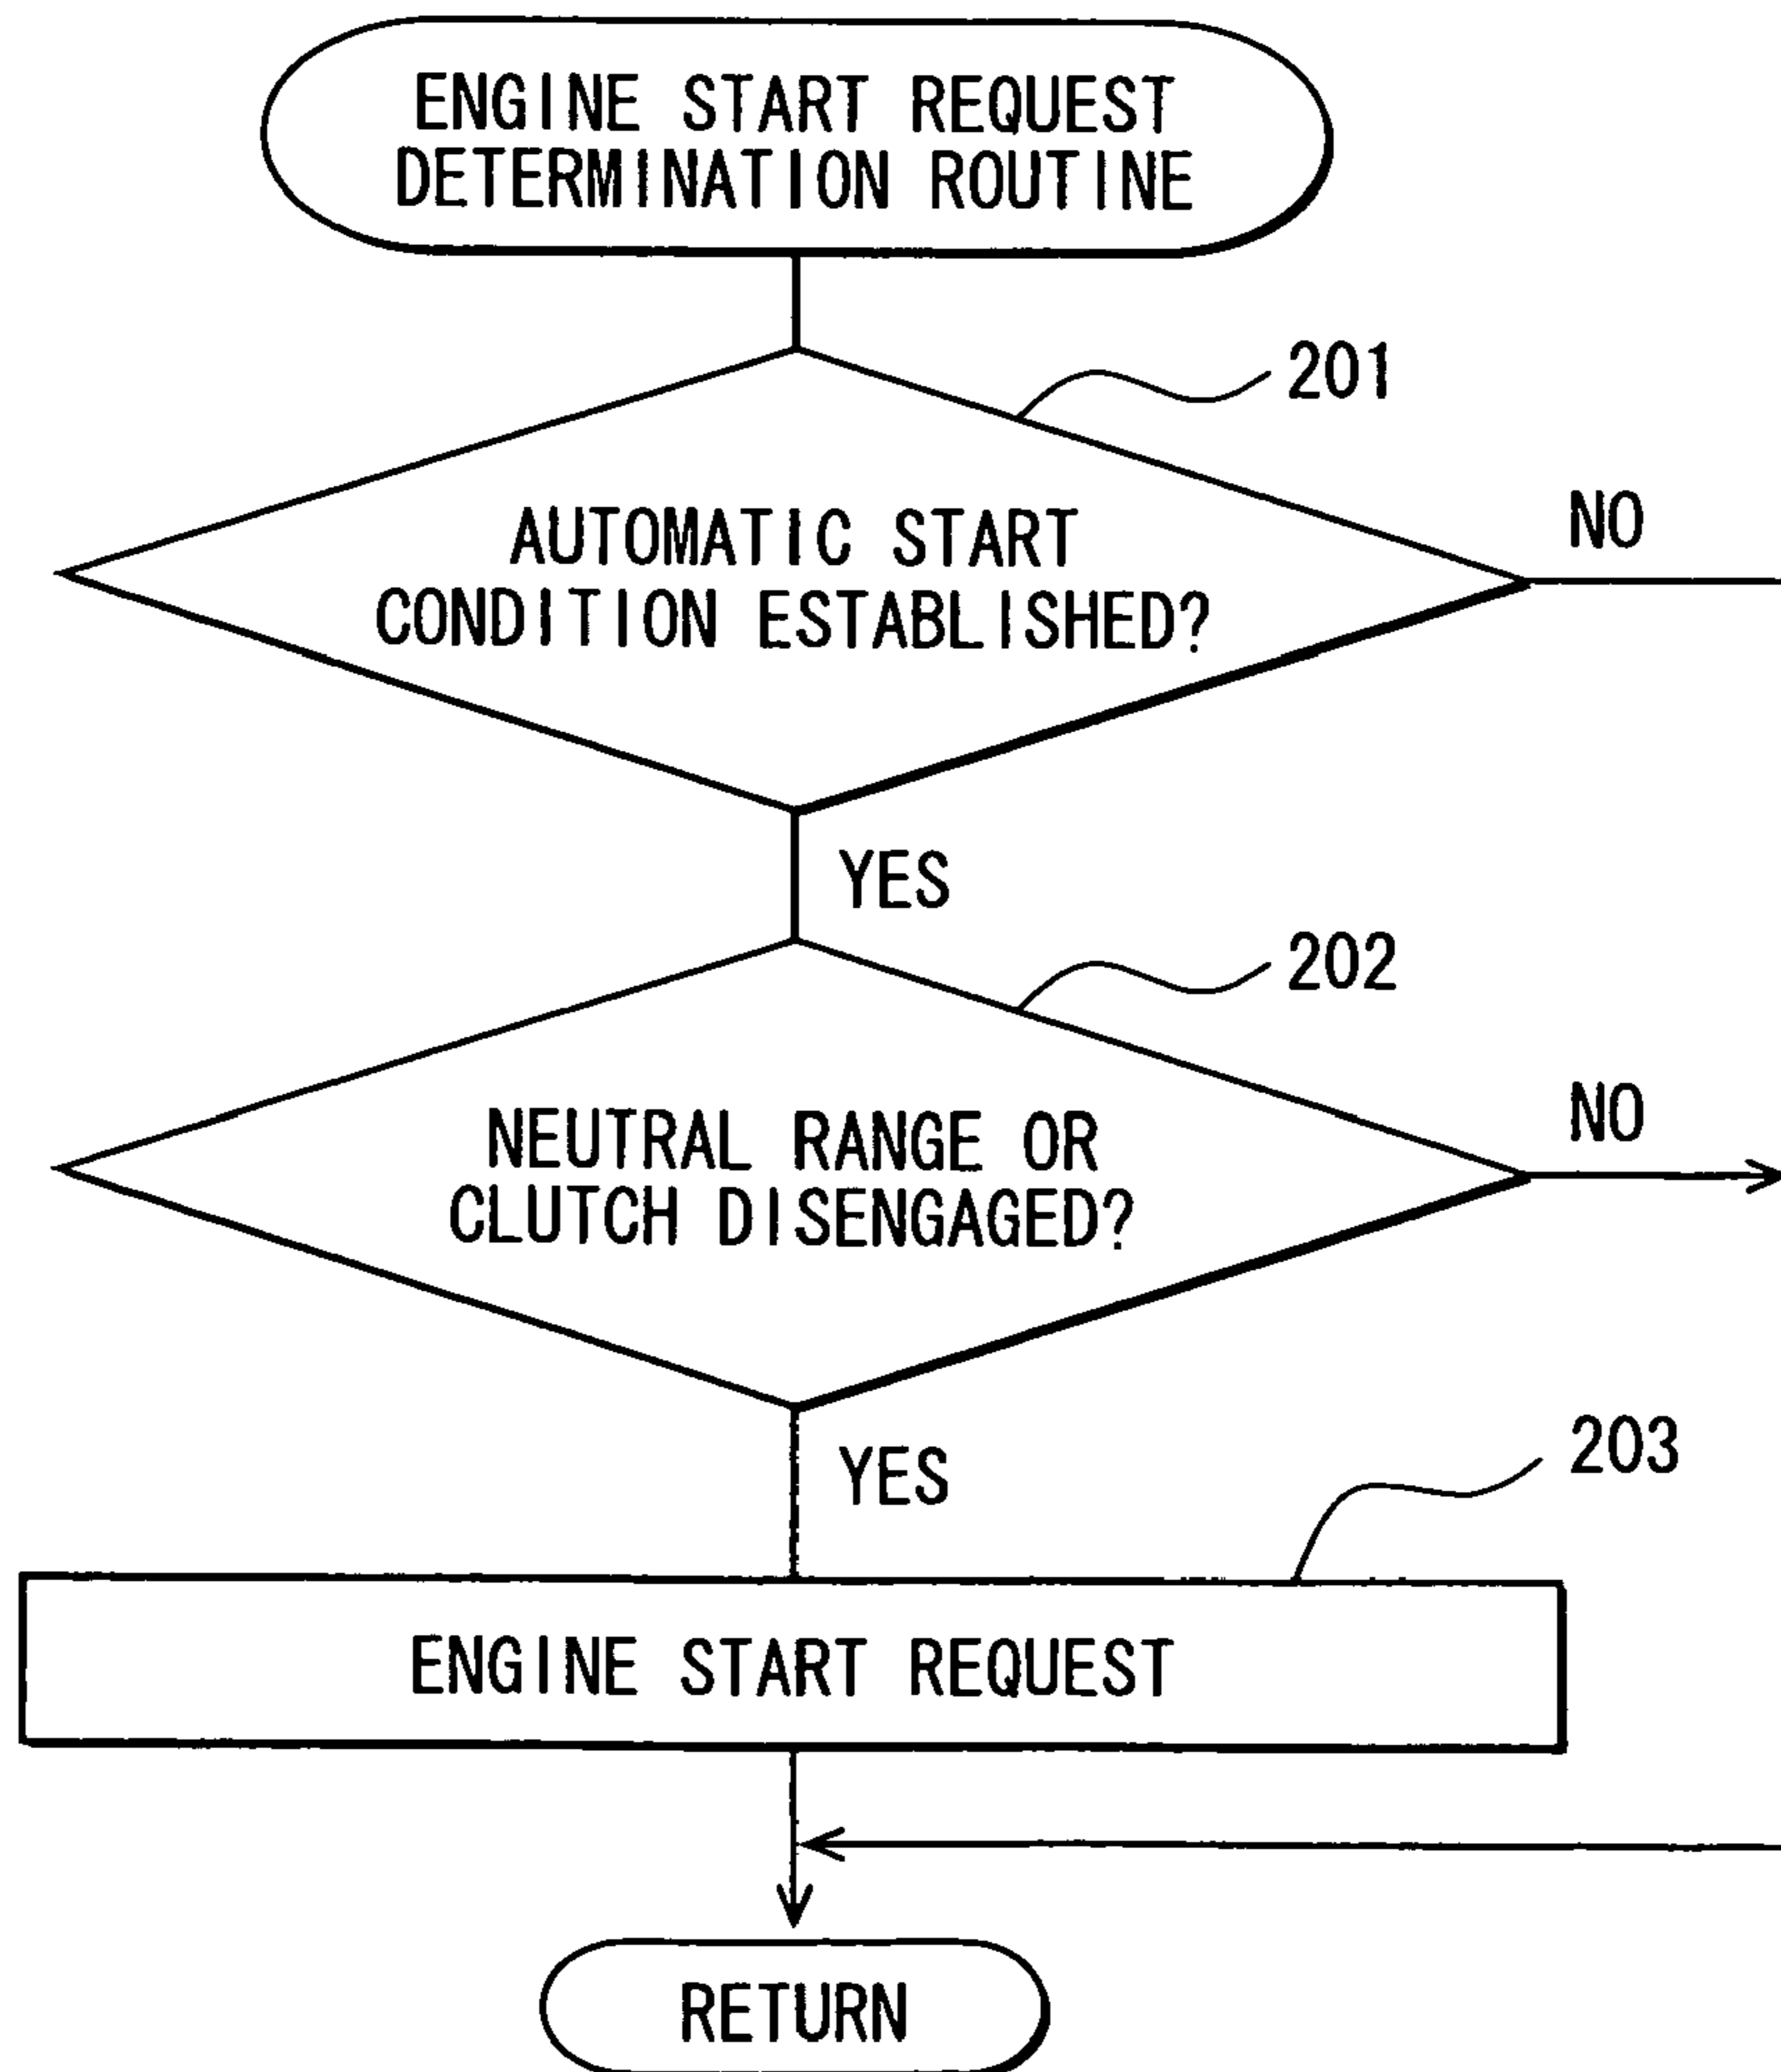 ENGINE START REQUEST
DETERMINATION ROUTINE
201
AUTOMATIC START
CONDITION ESTABLISHED?
NO
YES
202
NEUTRAL RANGE OR
CLUTCH DISENGAGED?
NO
YES
203
ENGINE START REQUEST
RETURN